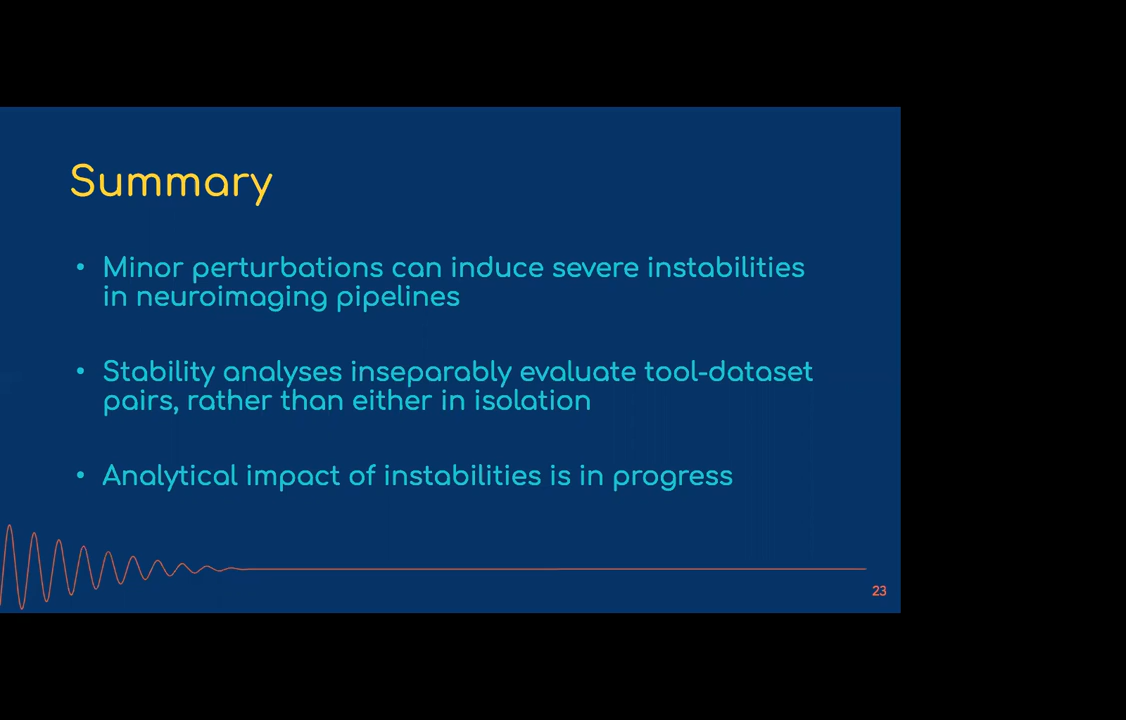 Summary
• Minor perturbations can induce severe instabilities
in neuroimaging pipelines
• Stability analyses inseparably evaluate tool-dataset
pairs, rather than either in isolation
• Analytical impact of instabilities is in progress
23